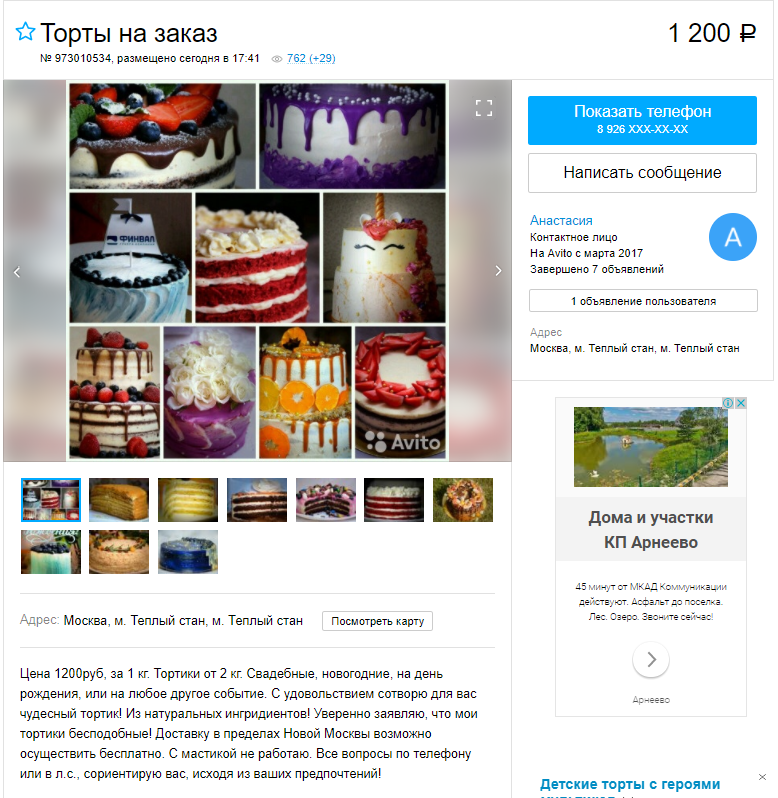 Торты на заказ
1 200 ₽
№ 973010534, размещено сегодня в 17:41
762 (+29)
ФИНВАЛ
Avito
Показать телефон
8 926 XXX-XX-XX
Написать сообщение
Анастасия
Контактное лицо
На Avito с марта 2017
Завершено 7 объявлений
А
1 объявление пользователя
Адрес
Москва, м. Теплый стан, м. Теплый стан
Дома и участки
КП Арнеево
45 минут от МКАД Коммуникации
действуют. Асфальт до поселка.
Лес. Озеро. Звоните сейчас!
Арнеево
Адрес: Москва, м. Теплый стан, м. Теплый стан
Посмотреть карту
Цена 1200руб, за 1 кг. Тортики от 2 кг. Свадебные, новогодние, на день
рождения, или на любое другое событие. С удовольствием сотворю для вас
чудесный тортик! Из натуральных ингридиентов! Уверенно заявляю, что мои
тортики бесподобные! Доставку в пределах Новой Москвы возможно
осуществить бесплатно. С мастикой не работаю. Все вопросы по телефону
или в л.с., сориентирую вас, исходя из ваших предпочтений!
Детские торты с героями